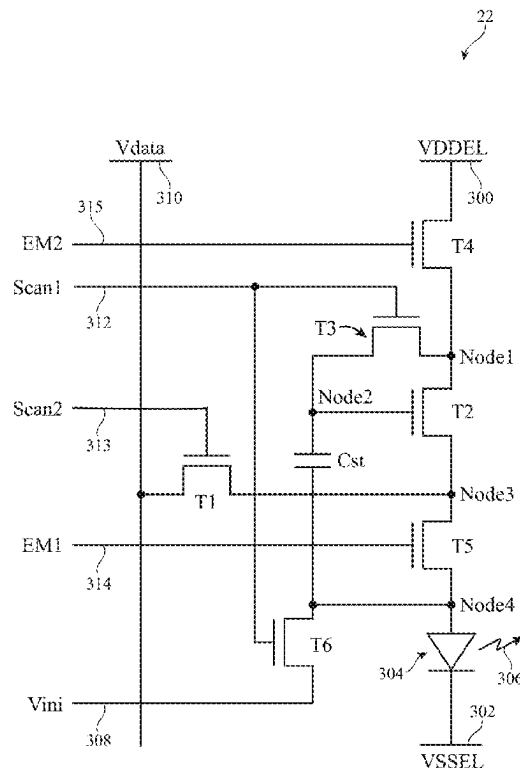 22
Vdata
VDDEL
310
300
315
EM2
T4
Scan1
312
T3
Node1
Node2
Scan2
T2
313
Cst
T1
Node3
EM1
T5
314
Node4
T6
304
306
Vini
308
302
VSSEL